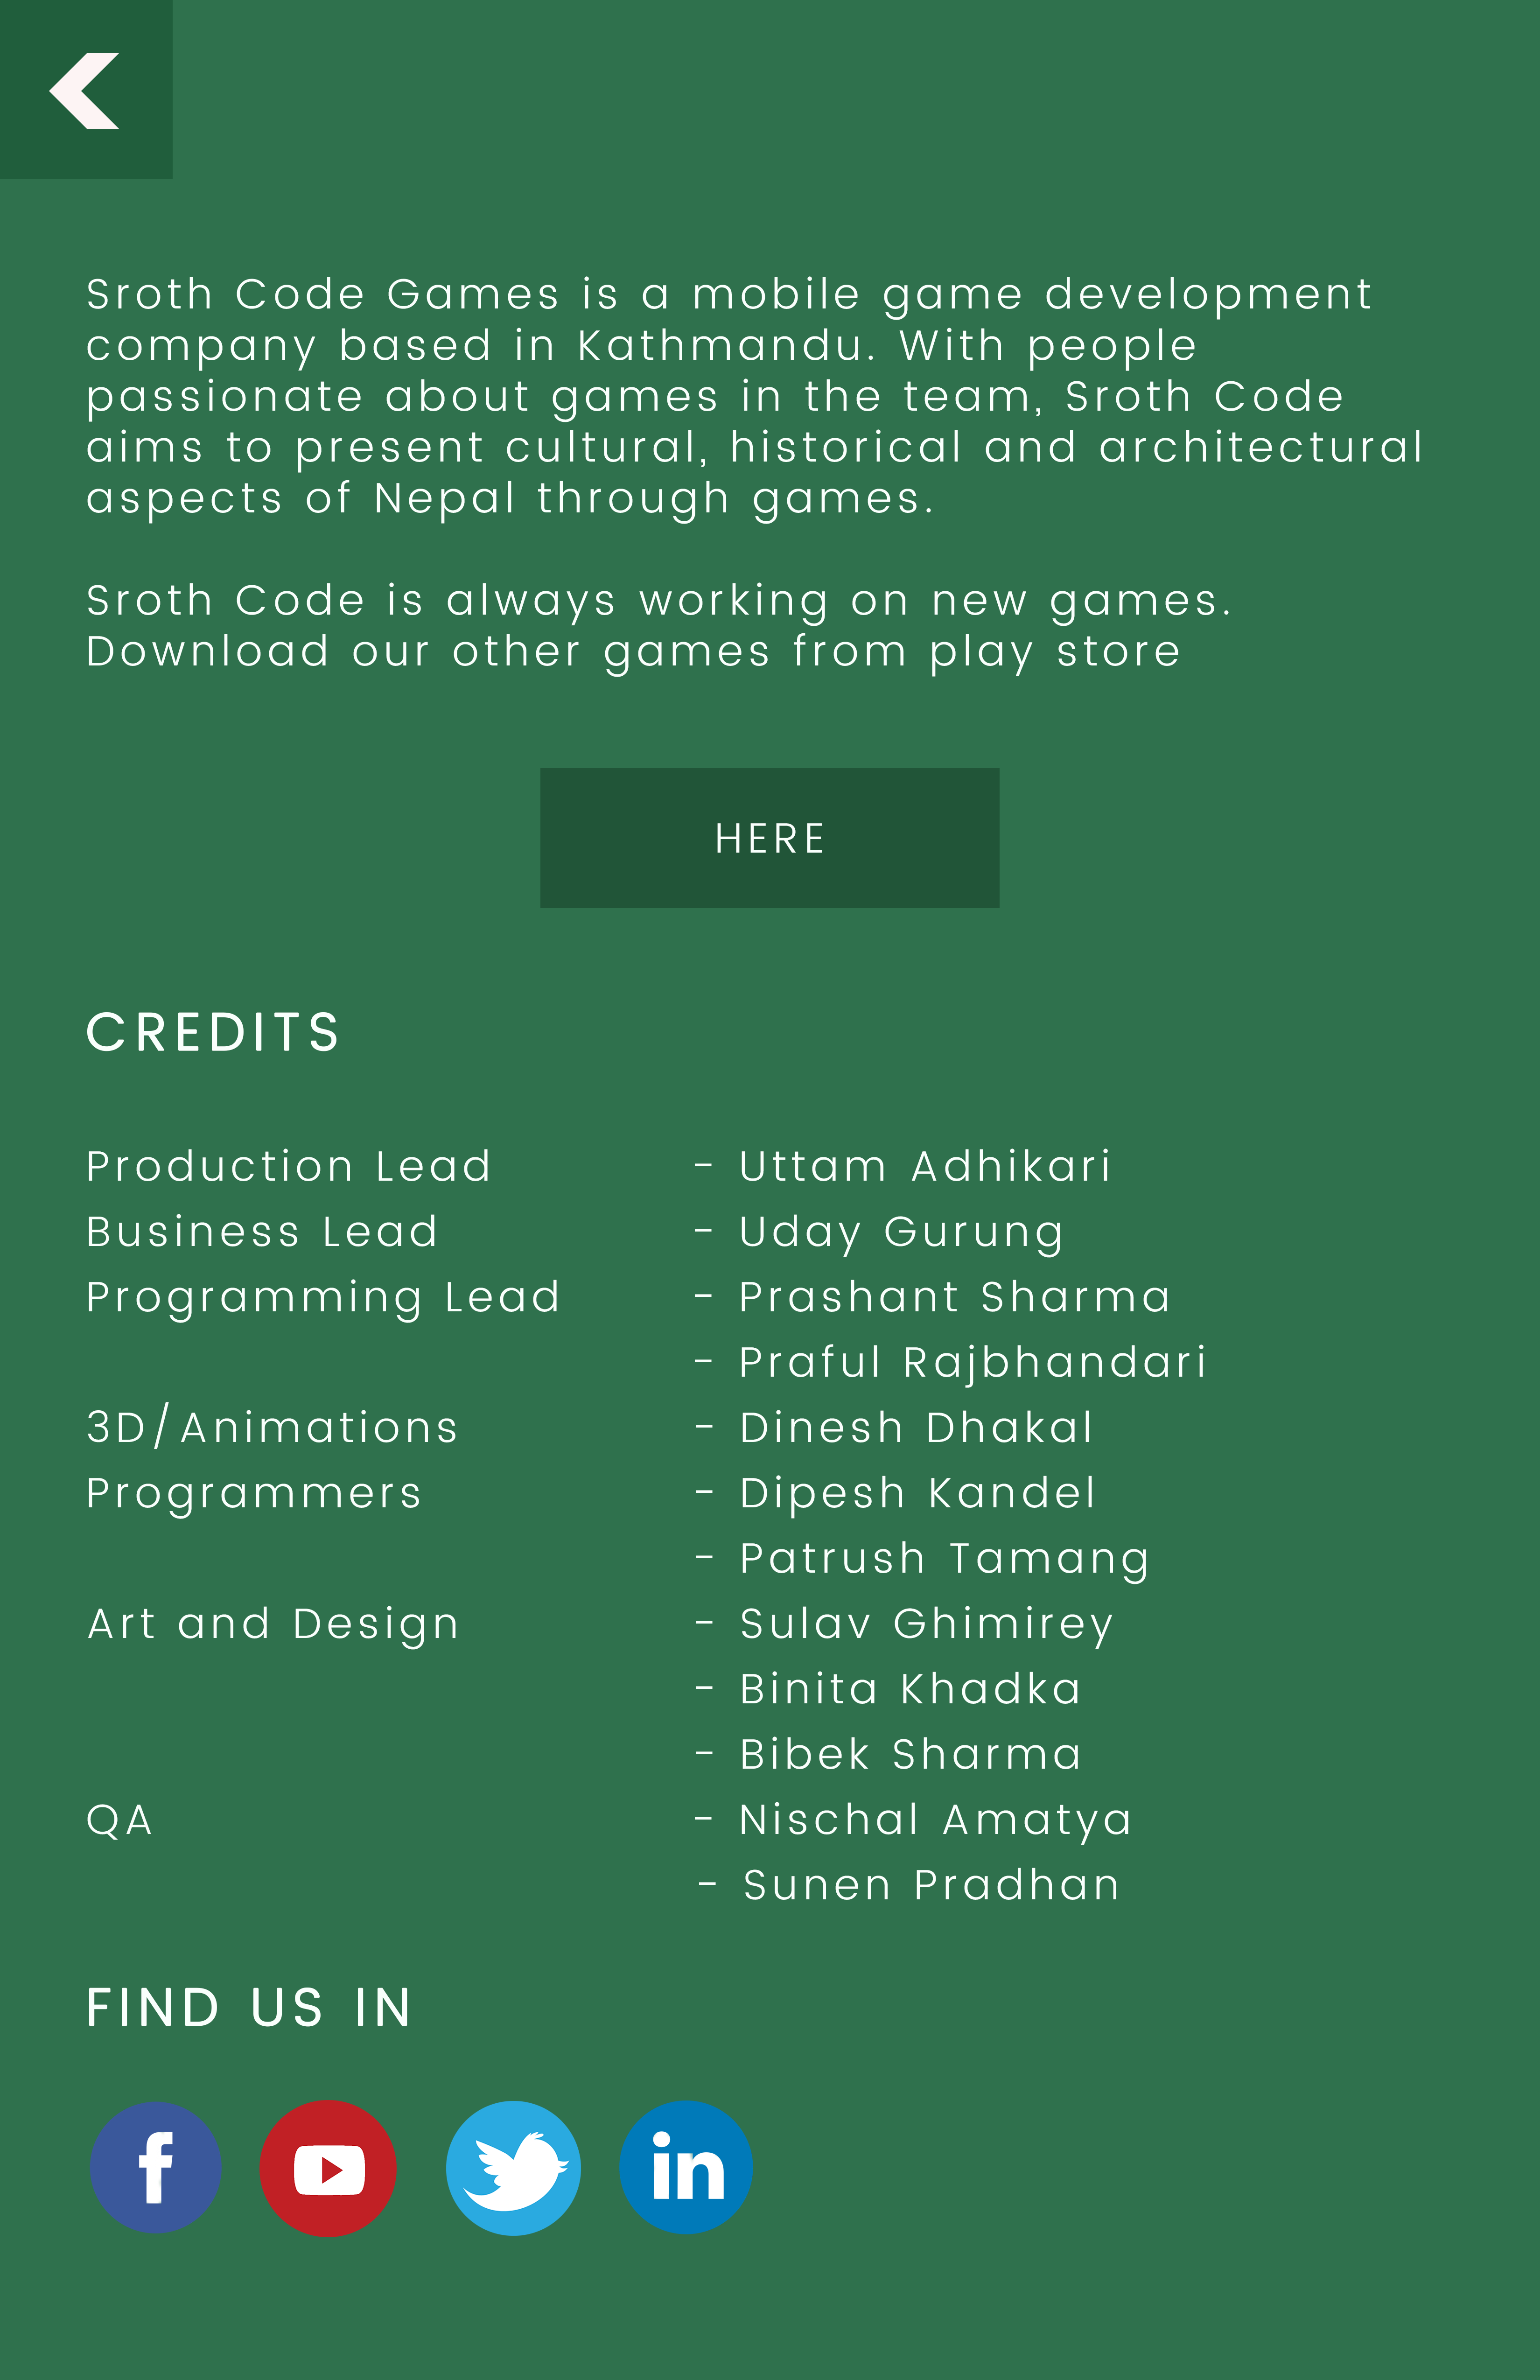 Sroth Code Games is a mobile game development
company based in Kathmandu. With people
passionate about games in the team, Sroth Code
aims to present cultural, historical and architectural
aspects of Nepal through games.
Sroth Code is always working on new games.
Download our other games from play store
HERE
CREDITS
Production Lead - Uttam Adhikari
Business Lead - Uday Gurung
Programming Lead - Prashant Sharma
- Praful Rajbhandari
3D/Animations - Dinesh Dhakal
Programmers - Dipesh Kandel
- Patrush Tamang
Art and Design - Sulav Ghimirey
- Binita Khadka
- Bibek Sharma
QA - Nischal Amatya
- Sunen Pradhan
FIND US IN
f in